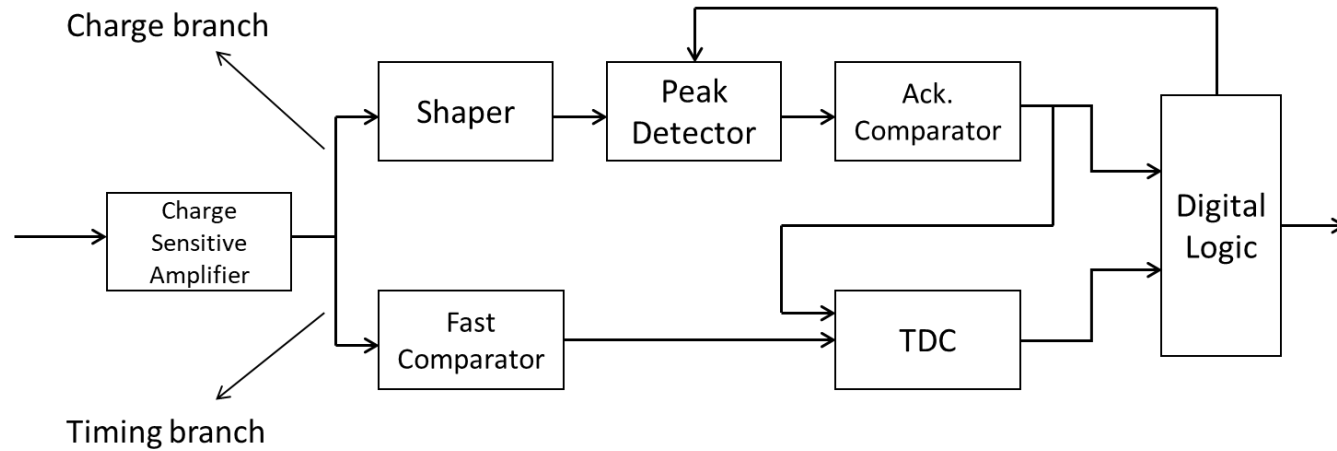 Charge branch
Shaper
Peak
Detector
Ack.
Comparator
Charge
Sensitive
Amplifier
Digital
Logic
Fast
Comparator
TDC
Timing branch